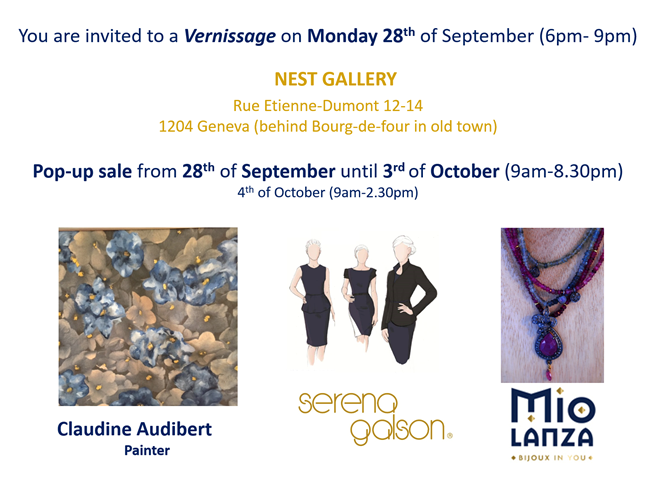 You are invited to a Vernissage on Monday 28th of September (6pm- 9pm)
NEST GALLERY
Rue Etienne-Dumont 12-14
1204 Geneva (behind Bourg-de-four in old town)
Pop-up sale from 28th of September until 3rd of October (9am-8.30pm)
4th of October (9am-2.30pm)
Claudine Audibert
Painter
serena
galson®
Mio
LANZA
BIJOUX IN YOU